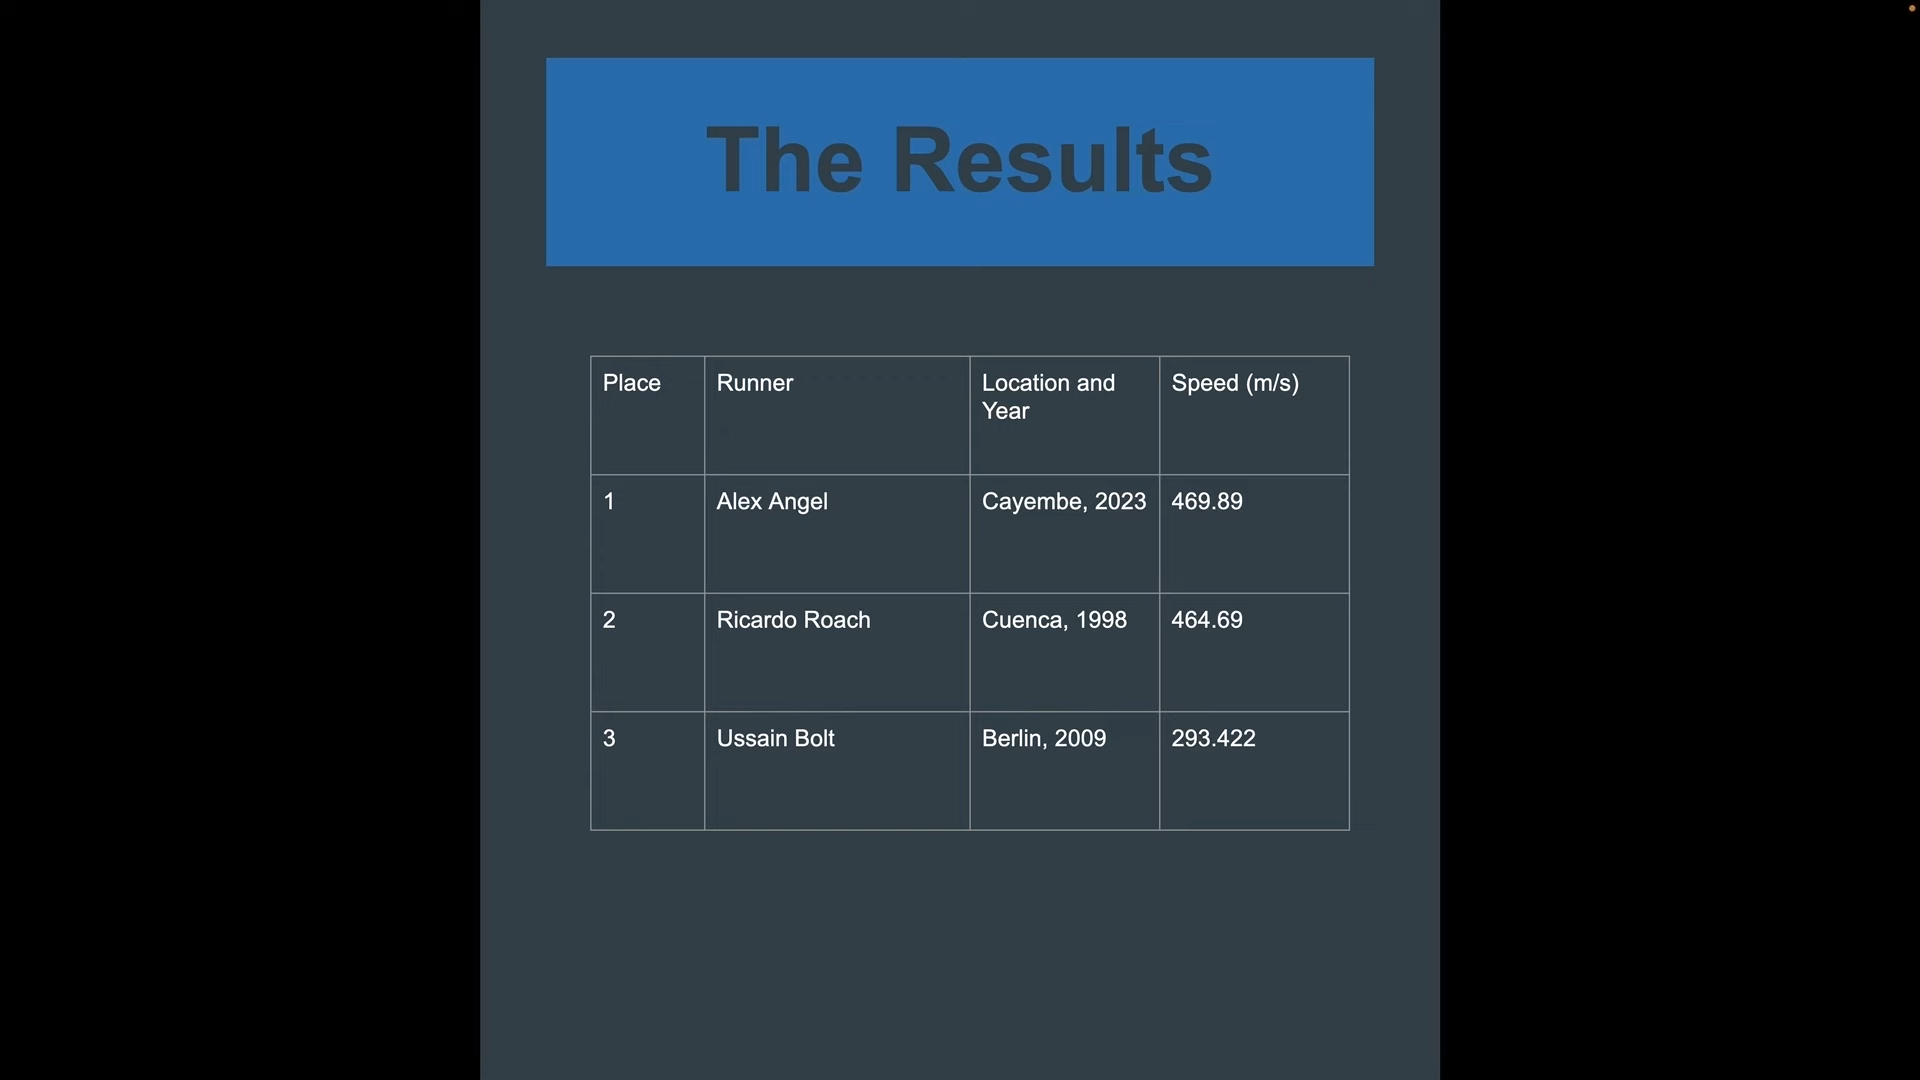 The Results
Place
Runner
Location and
Year
Speed (m/s)
1
Alex Angel
Cayembe, 2023
469.89
2
Ricardo Roach
Cuenca, 1998
464.69
3
Ussain Bolt
Berlin, 2009
293.422